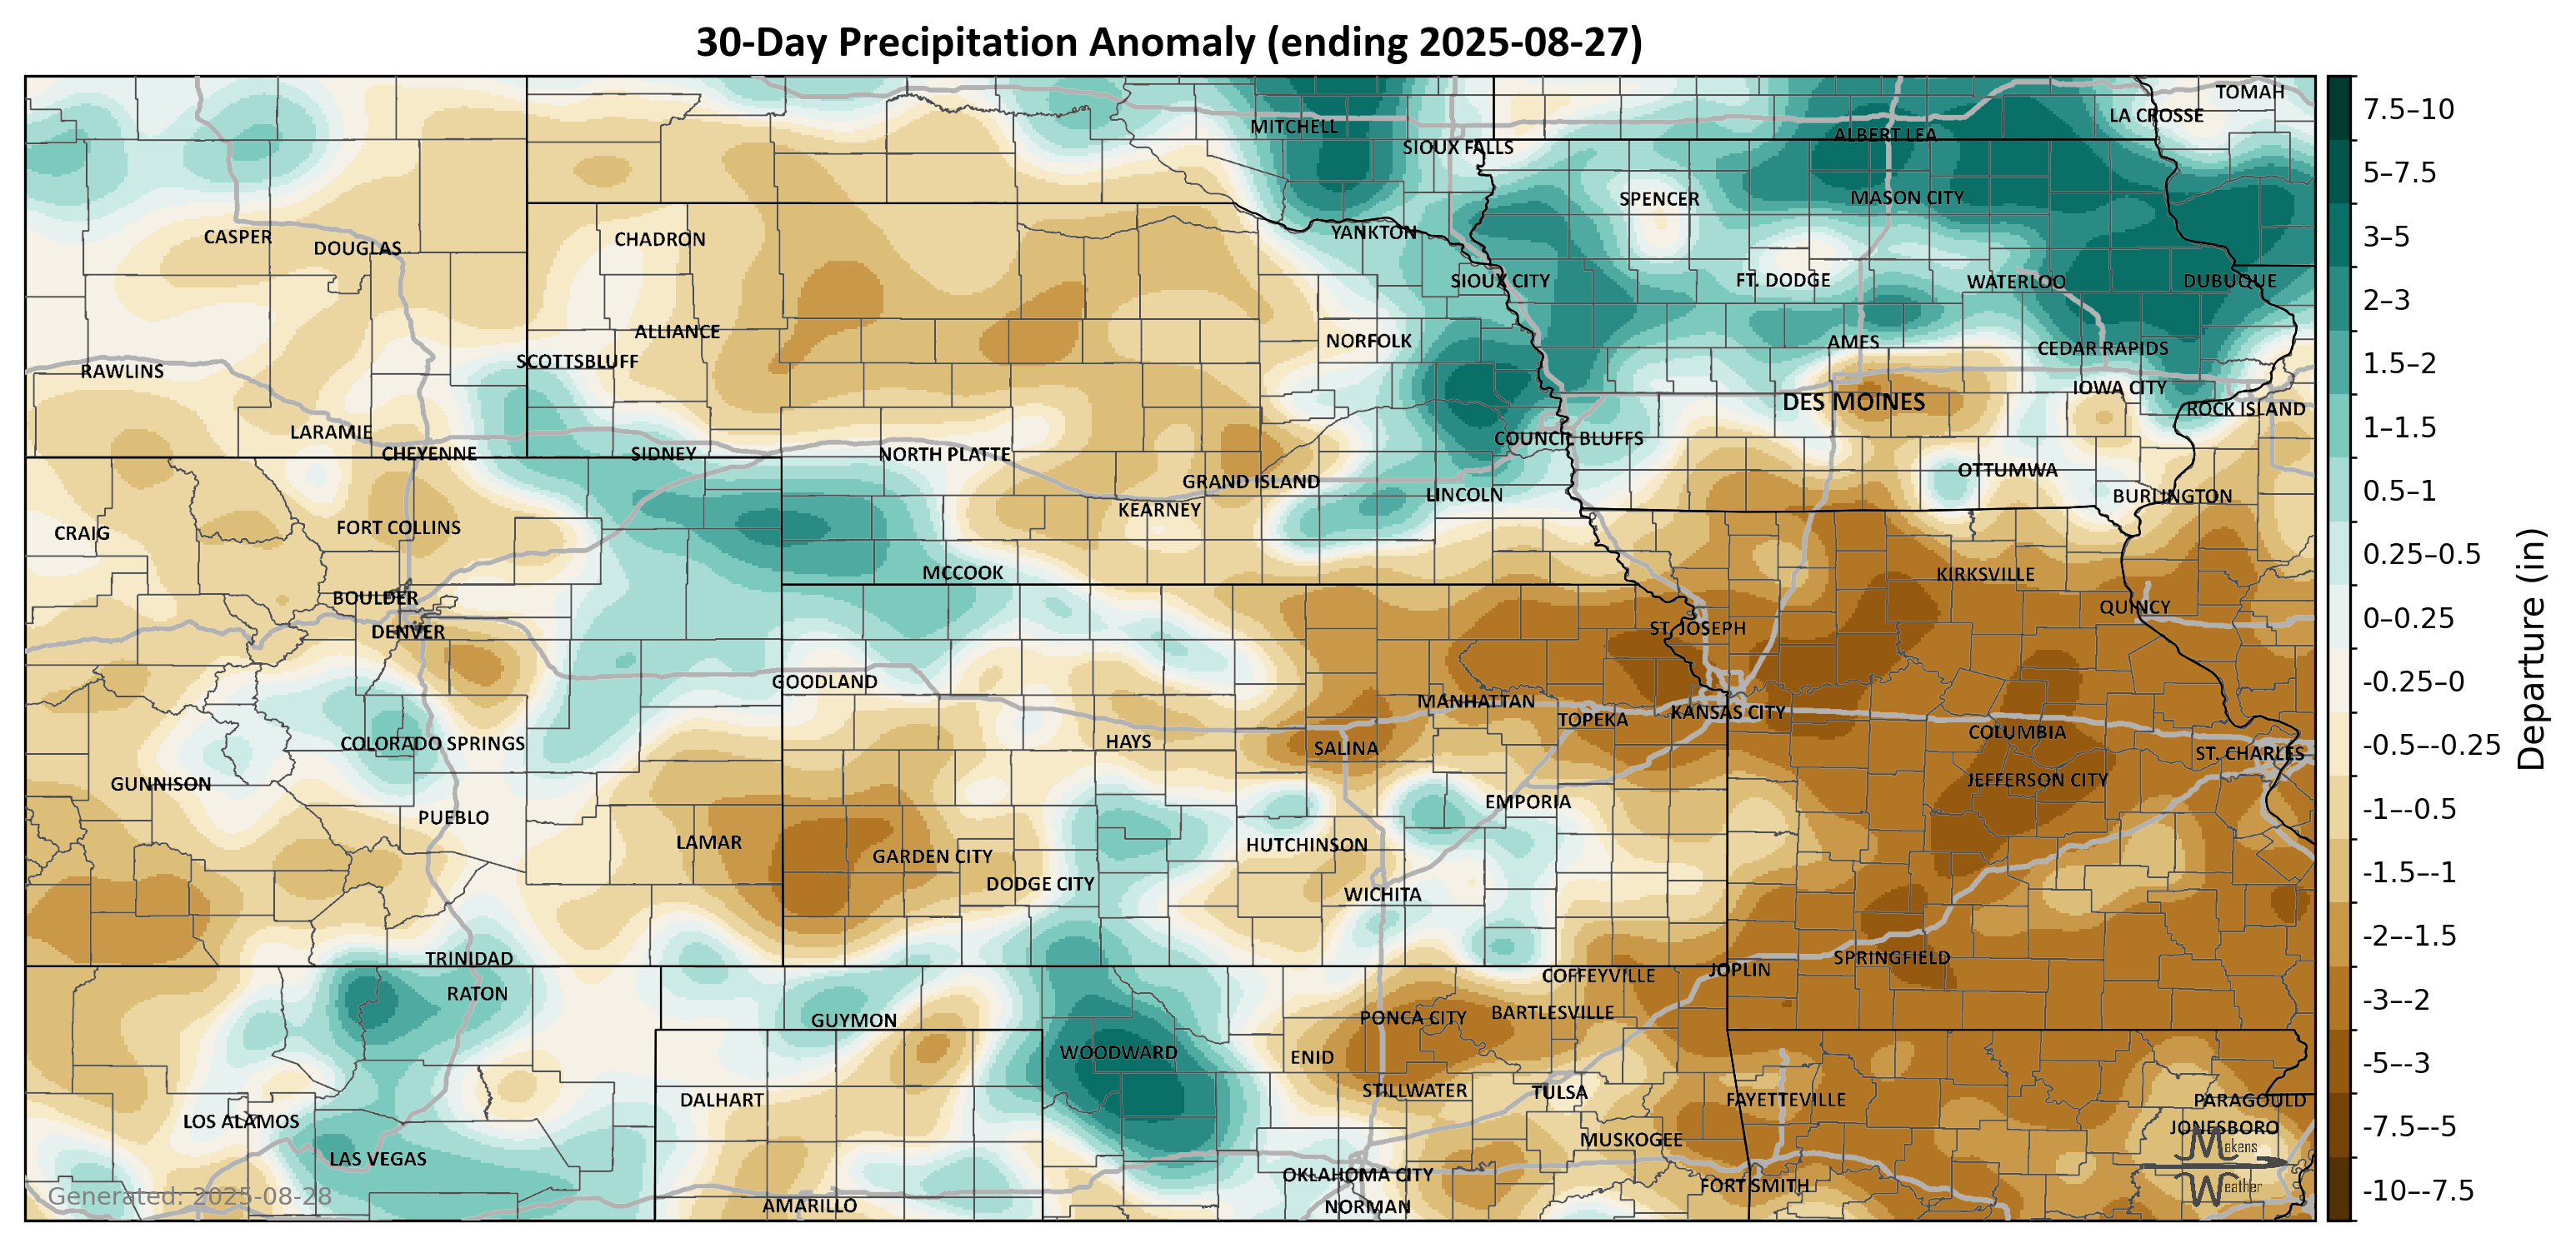 30-Day Precipitation Anomaly (ending 2025-08-27)
TOMAH
LA CROSSE
MITCHELL
ALBERT LEA
SIOUX FALLS
SPENCER
MASON CITY
CASPER
DOUGLAS
CHADRON
YANKTON
SIOUX CITY
FT. DODGE
WATERLOO
DUBUQUE
ALLIANCE
NORFOLK
AMES
CEDAR RAPIDS
SCOTTSBLUFF
RAWLINS
IOWA CITY
DES MOINES
ROCK ISLAND
LARAMIE
COUNCIL BLUFFS
CHEYENNE
SIDNEY
NORTH PLATTE
OTTUMWA
GRAND ISLAND
LINCOLN
BURLINGTON
KEARNEY
CRAIG
FORT COLLINS
MCCOOK
KIRKSVILLE
BOULDER
QUINCY
DENVER
ST. JOSEPH
GOODLAND
MANHATTAN
KANSAS CITY
TOPEKA
COLUMBIA
COLORADO SPRINGS
HAYS
SALINA
ST. CHARLES
GUNNISON
JEFFERSON CITY
EMPORIA
PUEBLO
LAMAR
HUTCHINSON
GARDEN CITY
DODGE CITY
WICHITA
TRINIDAD
SPRINGFIELD
JOPLIN
COFFEYVILLE
RATON
BARTLESVILLE
PONCA CITY
GUYMON
WOODWARD
ENID
STILLWATER
TULSA
DALHART
FAYETTEVILLE
PARAGOULD
LOS ALAMOS
JONESBORO
MUSKOGEE
LAS VEGAS
OKLAHOMA CITY
FORT SMITH
AMARILLO
NORMAN
Generated: 2025-08-28
Makens
Weather
7.5–10
5–7.5
3–5
2–3
1.5–2
1–1.5
0.5–1
0.25–0.5
0–0.25
-0.25–0
-0.5–-0.25
-1–-0.5
-1.5–-1
-2–-1.5
-3–-2
-5–-3
-7.5–-5
-10–-7.5
Departure (in)